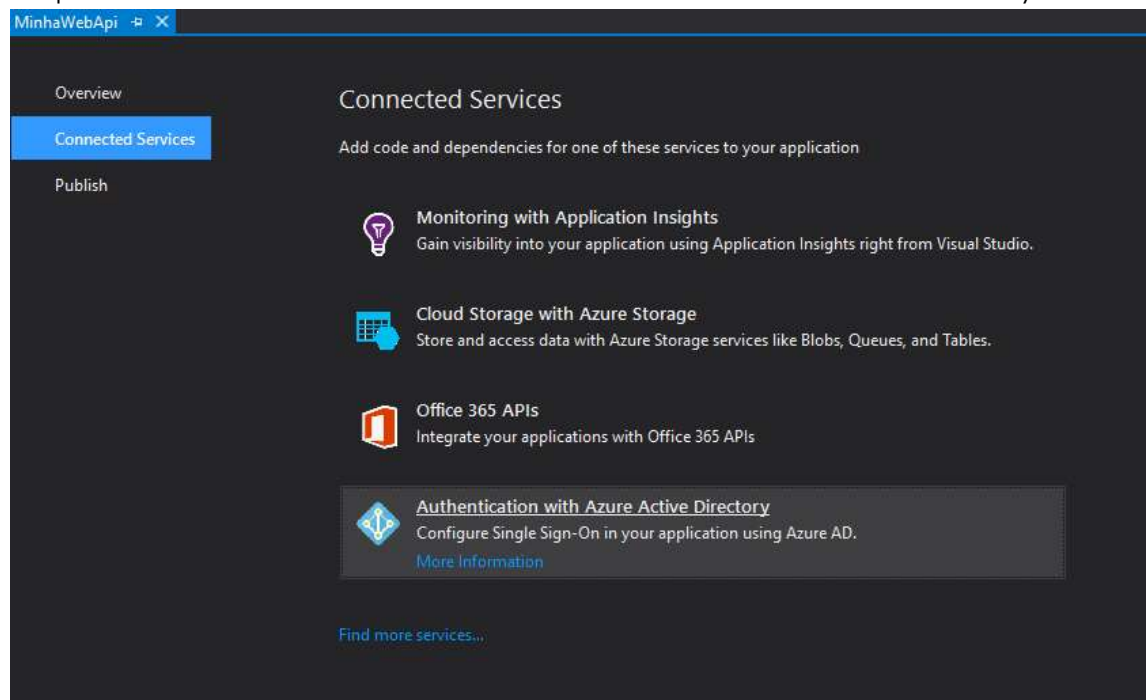 MinhaWebApi
Overview
Connected Services
Publish
Connected Services
Add code and dependencies for one of these services to your application
Monitoring with Application Insights
Gain visibility into your application using Application Insights right from Visual Studio.
Cloud Storage with Azure Storage
Store and access data with Azure Storage services like Blobs, Queues, and Tables.
Office 365 APIs
Integrate your applications with Office 365 APIs
Authentication with Azure Active Directory
Configure Single Sign-On in your application using Azure AD.
More Information
Find more services...